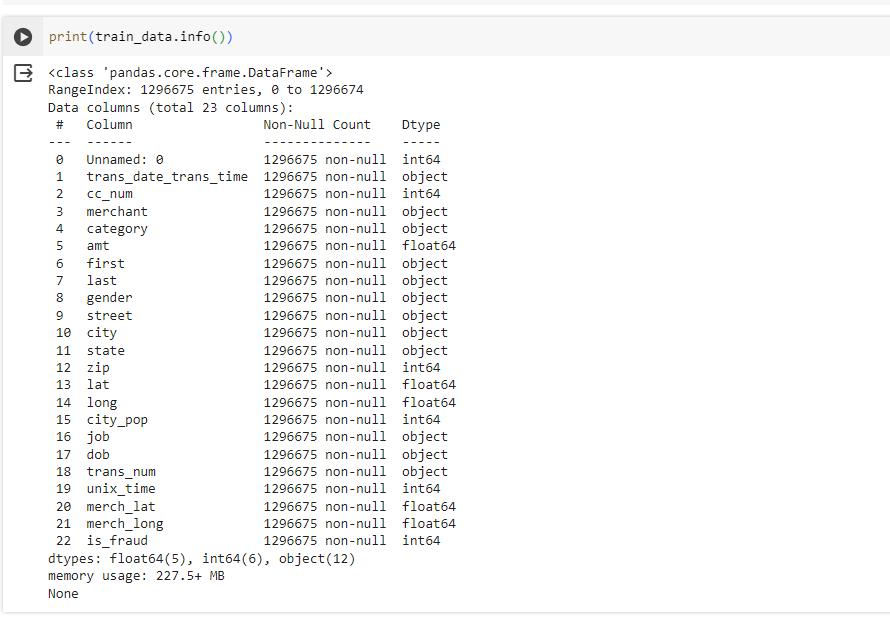 print(train_data.info())
<class 'pandas.core.frame.DataFrame'>
RangeIndex: 1296675 entries, 0 to 1296674
Data columns (total 23 columns):
 #   Column                 Non-Null Count    Dtype
---  ------                 --------------    -----
 0   Unnamed: 0             1296675 non-null  int64
 1   trans_date_trans_time  1296675 non-null  object
 2   cc_num                 1296675 non-null  int64
 3   merchant               1296675 non-null  object
 4   category               1296675 non-null  object
 5   amt                    1296675 non-null  float64
 6   first                  1296675 non-null  object
 7   last                   1296675 non-null  object
 8   gender                 1296675 non-null  object
 9   street                 1296675 non-null  object
 10  city                   1296675 non-null  object
 11  state                  1296675 non-null  object
 12  zip                    1296675 non-null  int64
 13  lat                    1296675 non-null  float64
 14  long                   1296675 non-null  float64
 15  city_pop               1296675 non-null  int64
 16  job                    1296675 non-null  object
 17  dob                    1296675 non-null  object
 18  trans_num              1296675 non-null  object
 19  unix_time              1296675 non-null  int64
 20  merch_lat              1296675 non-null  float64
 21  merch_long             1296675 non-null  float64
 22  is_fraud               1296675 non-null  int64
dtypes: float64(5), int64(6), object(12)
memory usage: 227.5+ MB
None